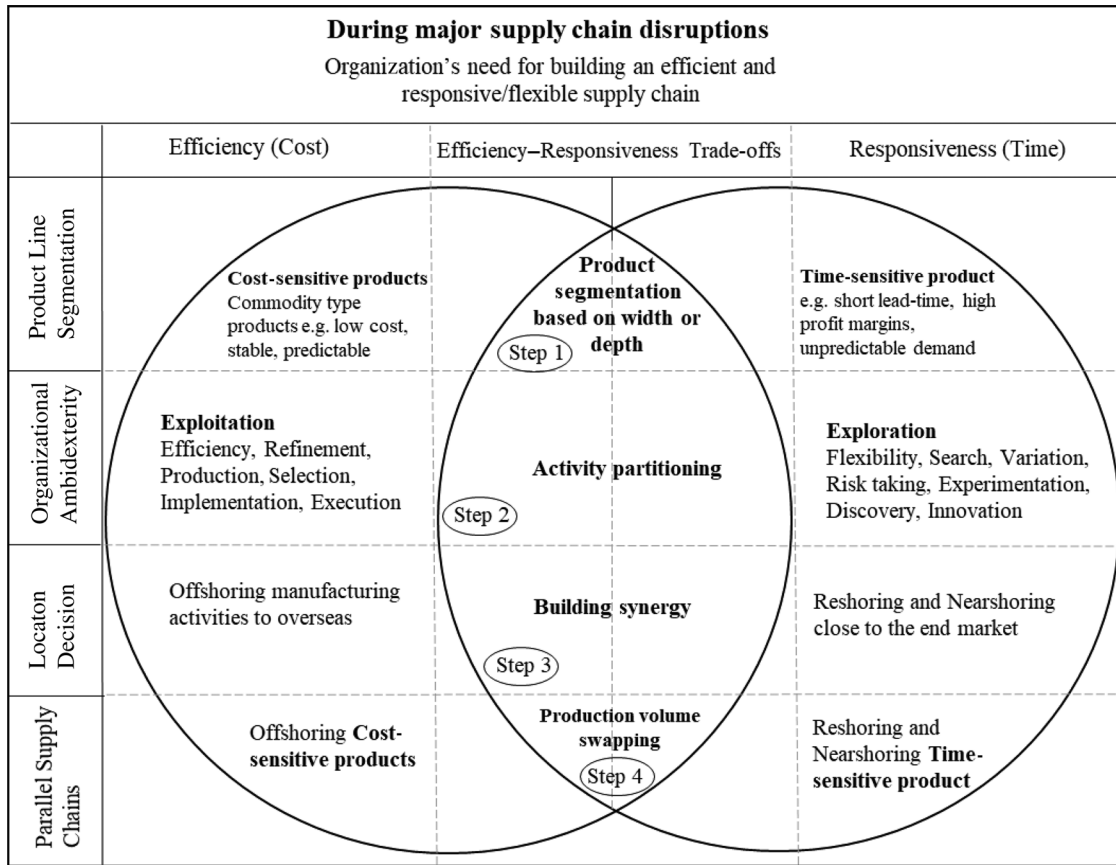 During major supply chain disruptions
Organization's need for building an efficient and
responsive/flexible supply chain
Efficiency (Cost)
Efficiency–Responsiveness Trade-offs
Responsiveness (Time)
Product Line
Segmentation
Cost-sensitive products
Commodity type
products e.g. low cost,
stable, predictable
Product
segmentation
based on width or
depth
Step 1
Time-sensitive product
e.g. short lead-time, high
profit margins,
unpredictable demand
Organizational
Ambidexterity
Exploitation
Efficiency, Refinement,
Production, Selection,
Implementation, Execution
Activity partitioning
Step 2
Exploration
Flexibility, Search, Variation,
Risk taking, Experimentation,
Discovery, Innovation
Locaton
Decision
Offshoring manufacturing
activities to overseas
Building synergy
Step 3
Reshoring and Nearshoring
close to the end market
Parallel Supply
Chains
Offshoring Cost-
sensitive products
Production volume
swapping
Step 4
Reshoring and
Nearshoring Time-
sensitive product